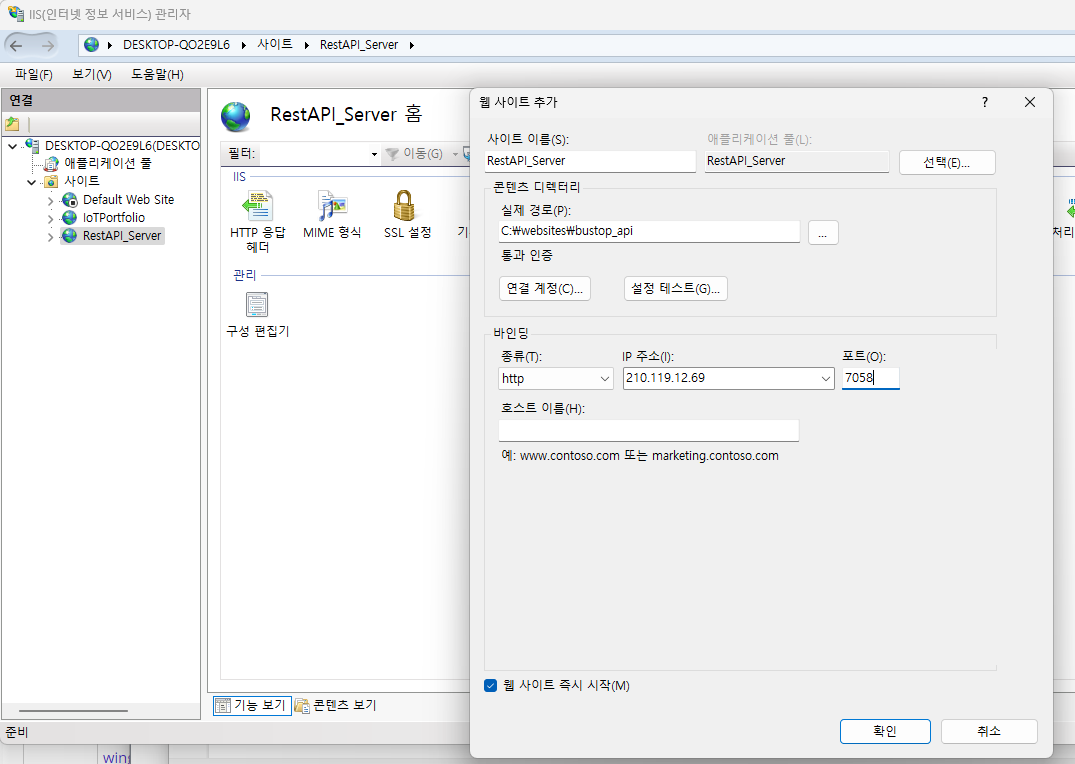 IIS(인터넷 정보 서비스) 관리자
DESKTOP-QO2E9L6 사이트 RestAPI_Server
파일(F) 보기(V) 도움말(H)
연결
DESKTOP-QO2E9L6(DESKTO
애플리케이션 풀
사이트
Default Web Site
IoTPortfolio
RestAPI_Server
RestAPI_Server 홈
필터: 이동(G)
IIS
HTTP 응답
헤더
MIME 형식
SSL 설정
처리
관리
구성 편집기
기능 보기 콘텐츠 보기
준비
웹 사이트 추가 ?
사이트 이름(S): 애플리케이션 풀(L):
RestAPI_Server RestAPI_Server 선택(E)...
콘텐츠 디렉터리
실제 경로(P):
C:₩websites₩bustop_api ...
통과 인증
연결 계정(C)... 설정 테스트(G)...
바인딩
종류(T): IP 주소(I): 포트(O):
http 210.119.12.69 7058
호스트 이름(H):
예: www.contoso.com 또는 marketing.contoso.com
웹 사이트 즉시 시작(M)
확인 취소